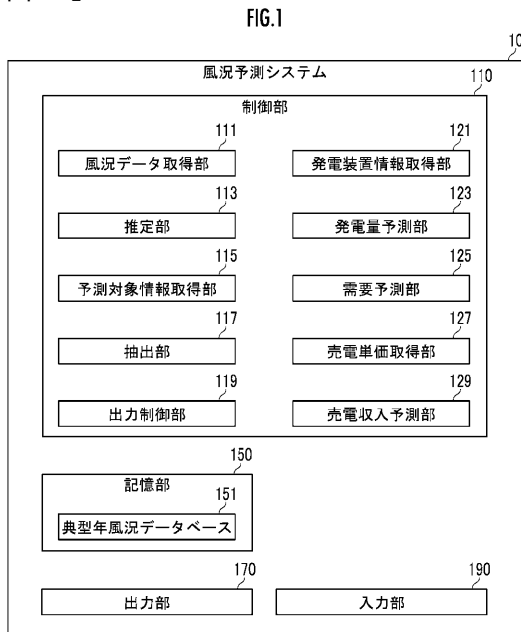 FIG.1
10
風況予測システム
110
制御部
111
風況データ取得部
121
発電装置情報取得部
113
推定部
123
発電量予測部
115
予測対象情報取得部
125
需要予測部
117
抽出部
127
売電単価取得部
119
出力制御部
129
売電収入予測部
150
記憶部
151
典型年風況データベース
170
出力部
190
入力部